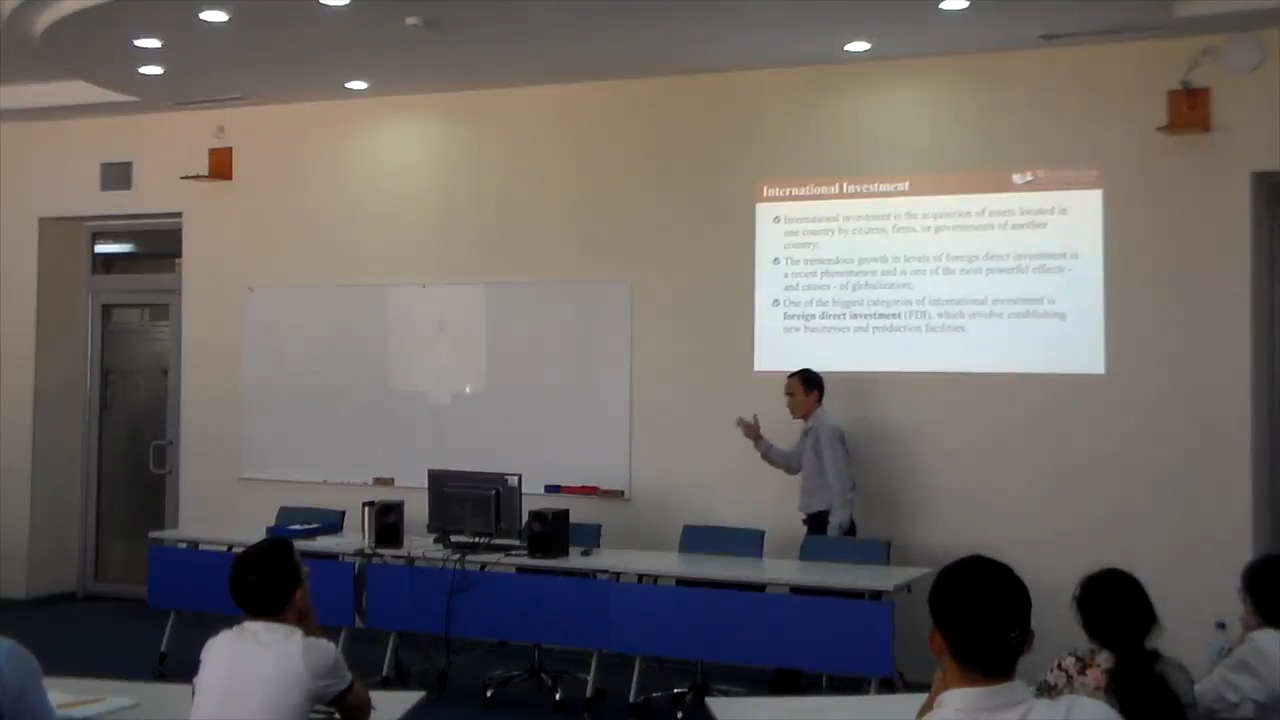 International Investment
International investment is the acquisition of assets located in
one country by citizens, firms, or governments of another
country;
The tremendous growth in levels of foreign direct investment is
a recent phenomenon and is one of the most powerful effects -
and causes - of globalization;
One of the biggest categories of international investment is
foreign direct investment (FDI), which involve establishing
new businesses and production facilities.